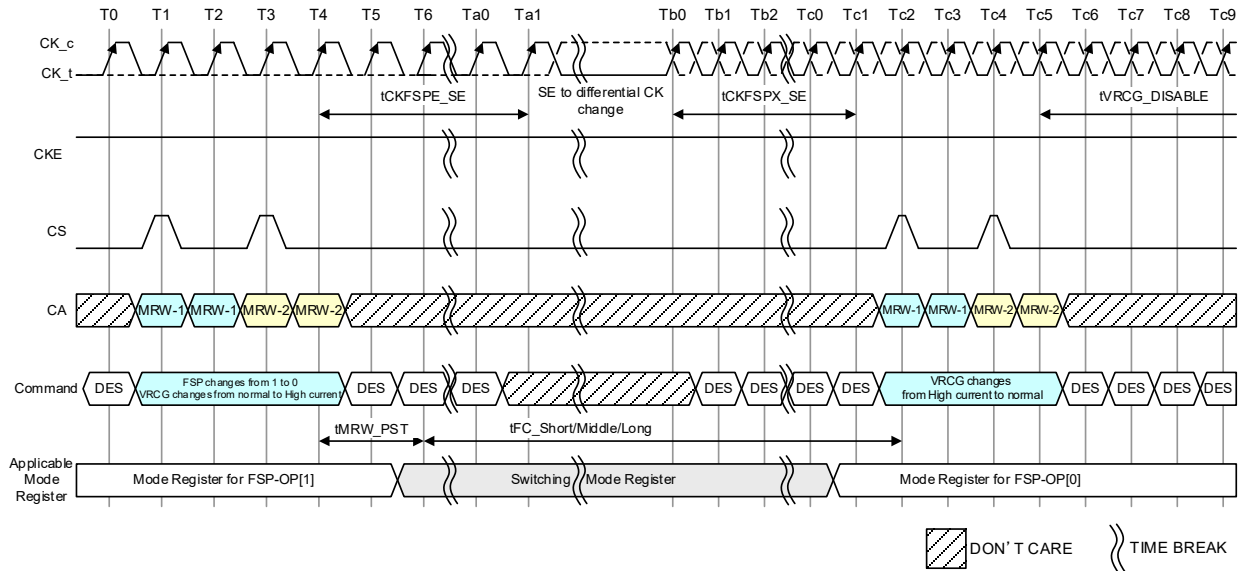 T0 T1 T2 T3 T4 T5 T6 Ta0 Ta1 Tb0 Tb1 Tb2 Tc0 Tc1 Tc2 Tc3 Tc4 Tc5 Tc6 Tc7 Tc8 Tc9
CK_c
CK_t
tCKFSPE_SE
SE to differential CK
change
tCKFSPX_SE
tVRCG_DISABLE
CKE
CS
CA
MRW-1 MRW-1 MRW-2 MRW-2 MRW-1 MRW-1 MRW-2 MRW-2
Command
DES
FSP changes from 1 to 0
VRCG changes from normal to High current
DES DES DES DES DES DES DES
VRCG changes
from High current to normal
DES DES DES DES
tMRW_PST
tFC_Short/Middle/Long
Applicable
Mode
Register
Mode Register for FSP-OP[1]
Switching Mode Register
Mode Register for FSP-OP[0]
DON'T CARE
TIME BREAK